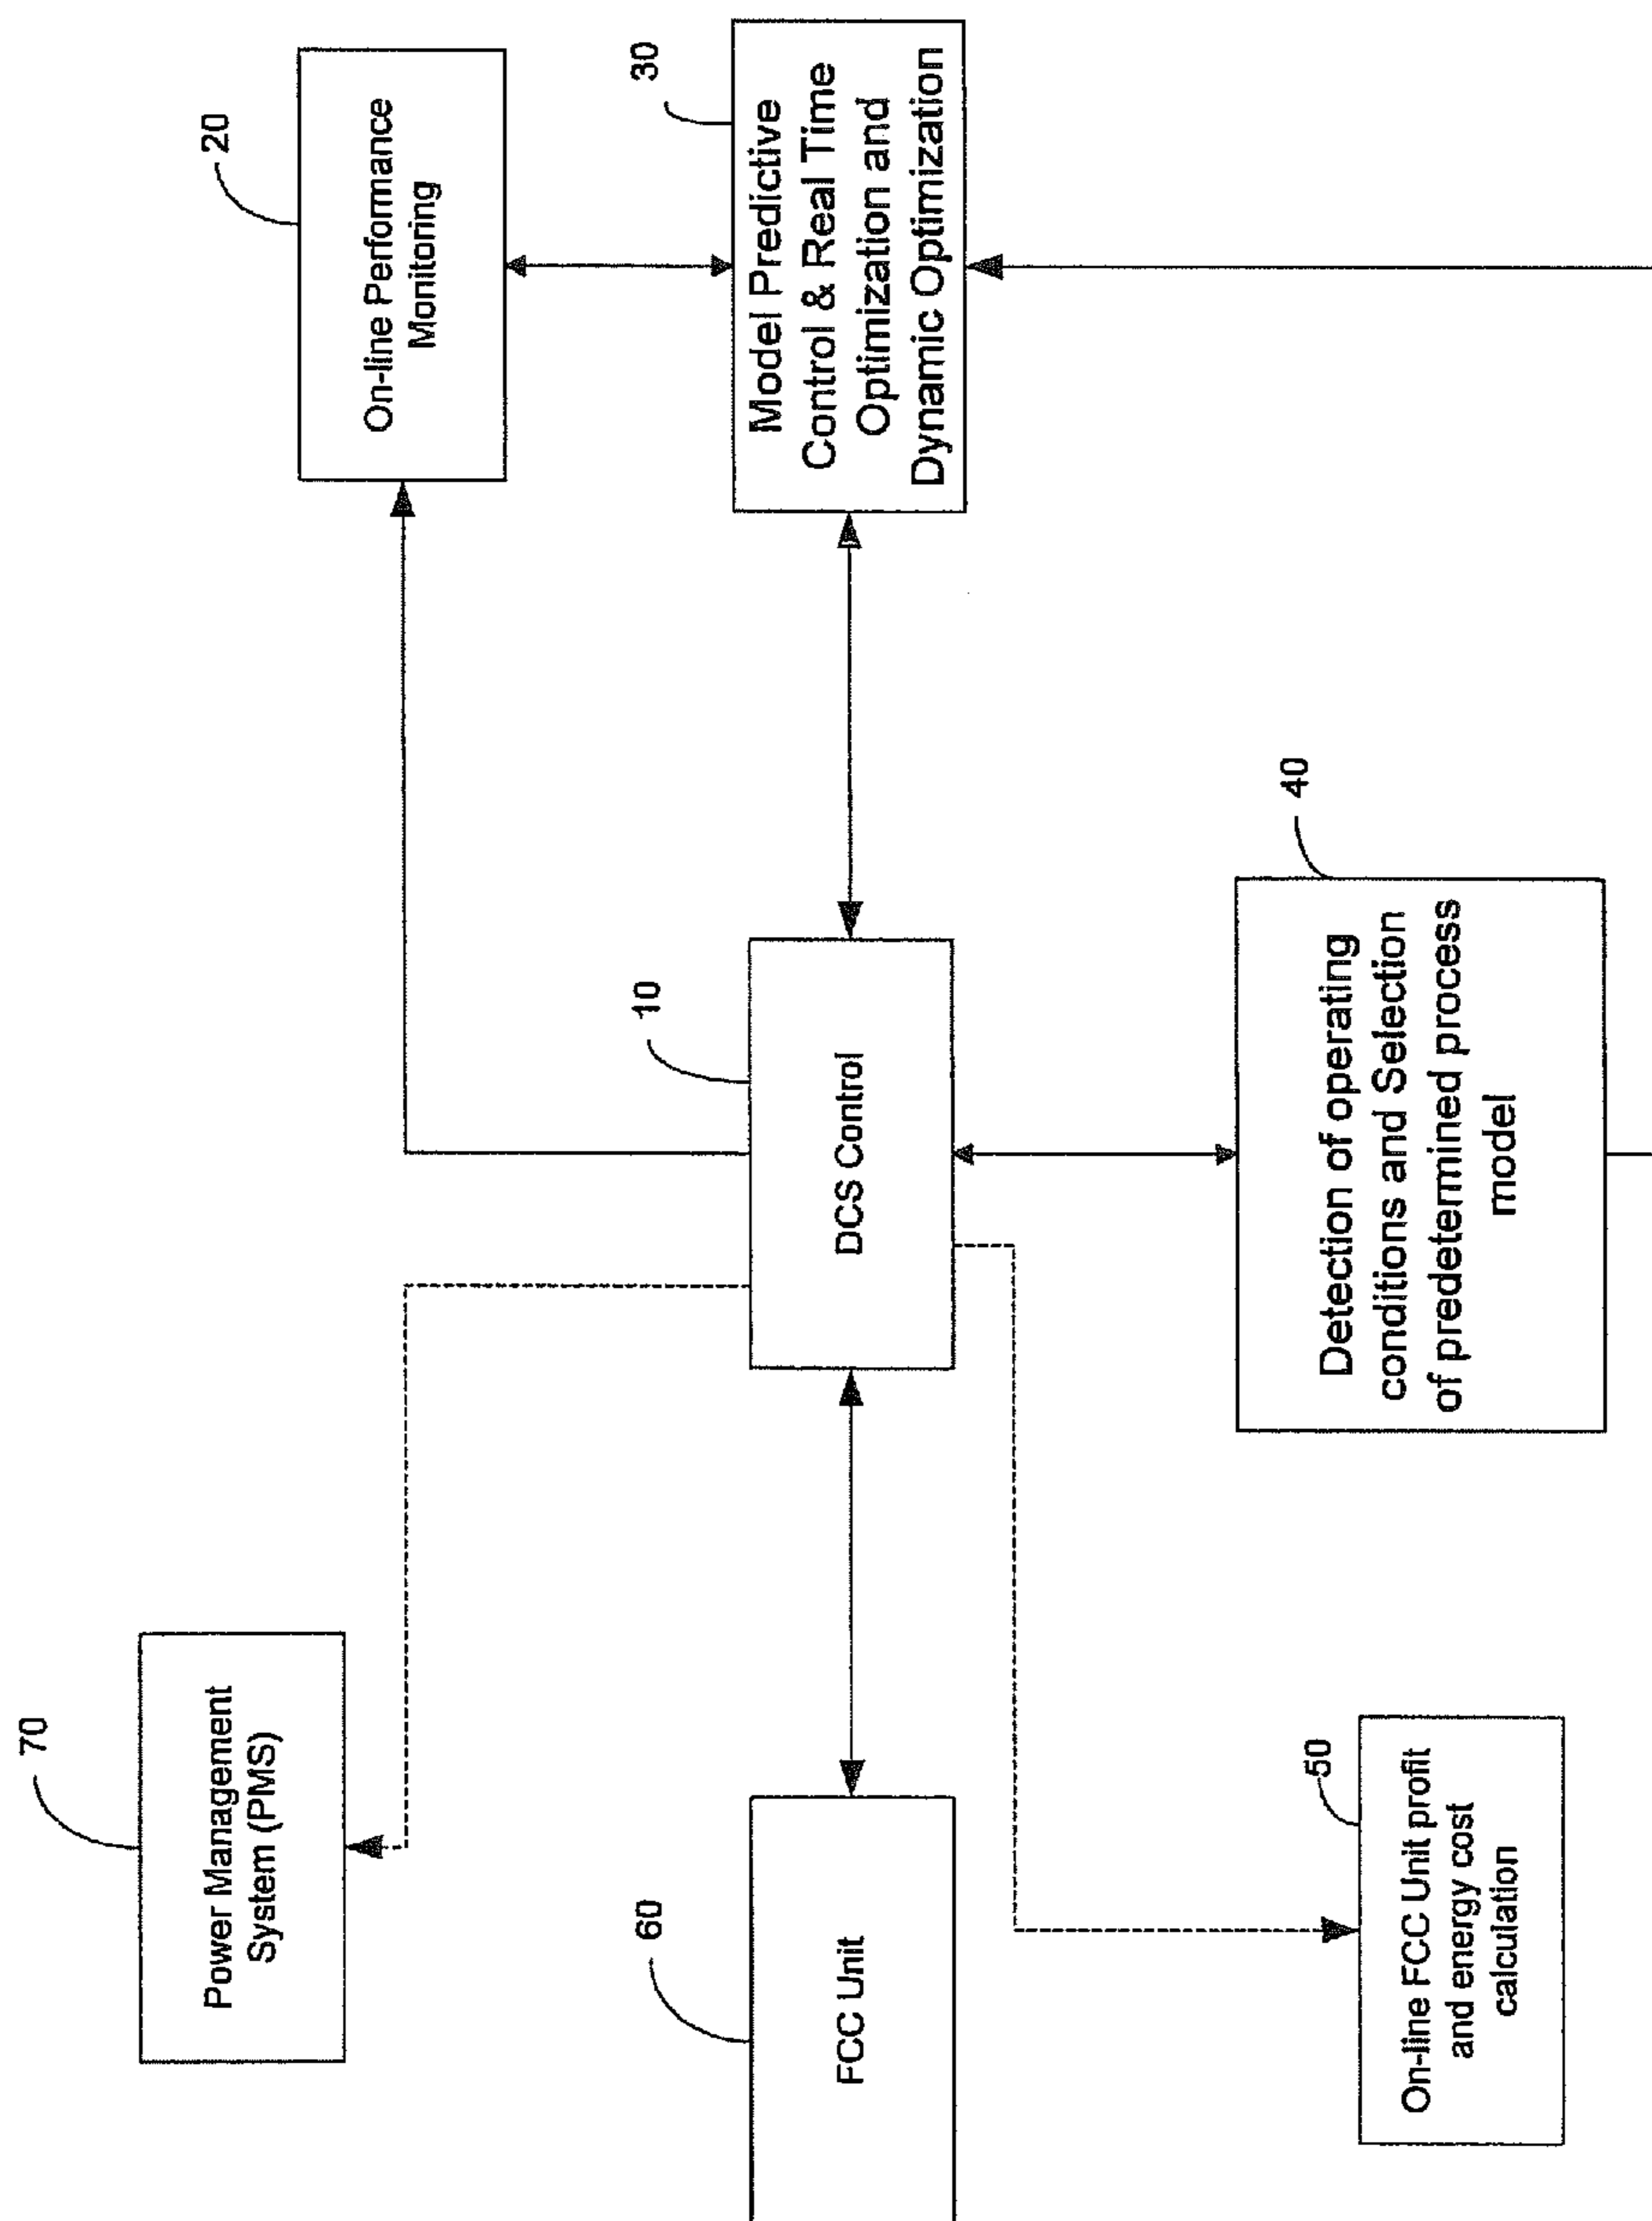 70
Power Management
System (PMS)
20
On-line Performance
Monitoring
60
FCC Unit
10
DCS Control
30
Model Predictive
Control & Real Time
Optimization and
Dynamic Optimization
50
On-line FCC Unit profit
and energy cost
calculation
40
Detection of operating
conditions and Selection
of predetermined process
model